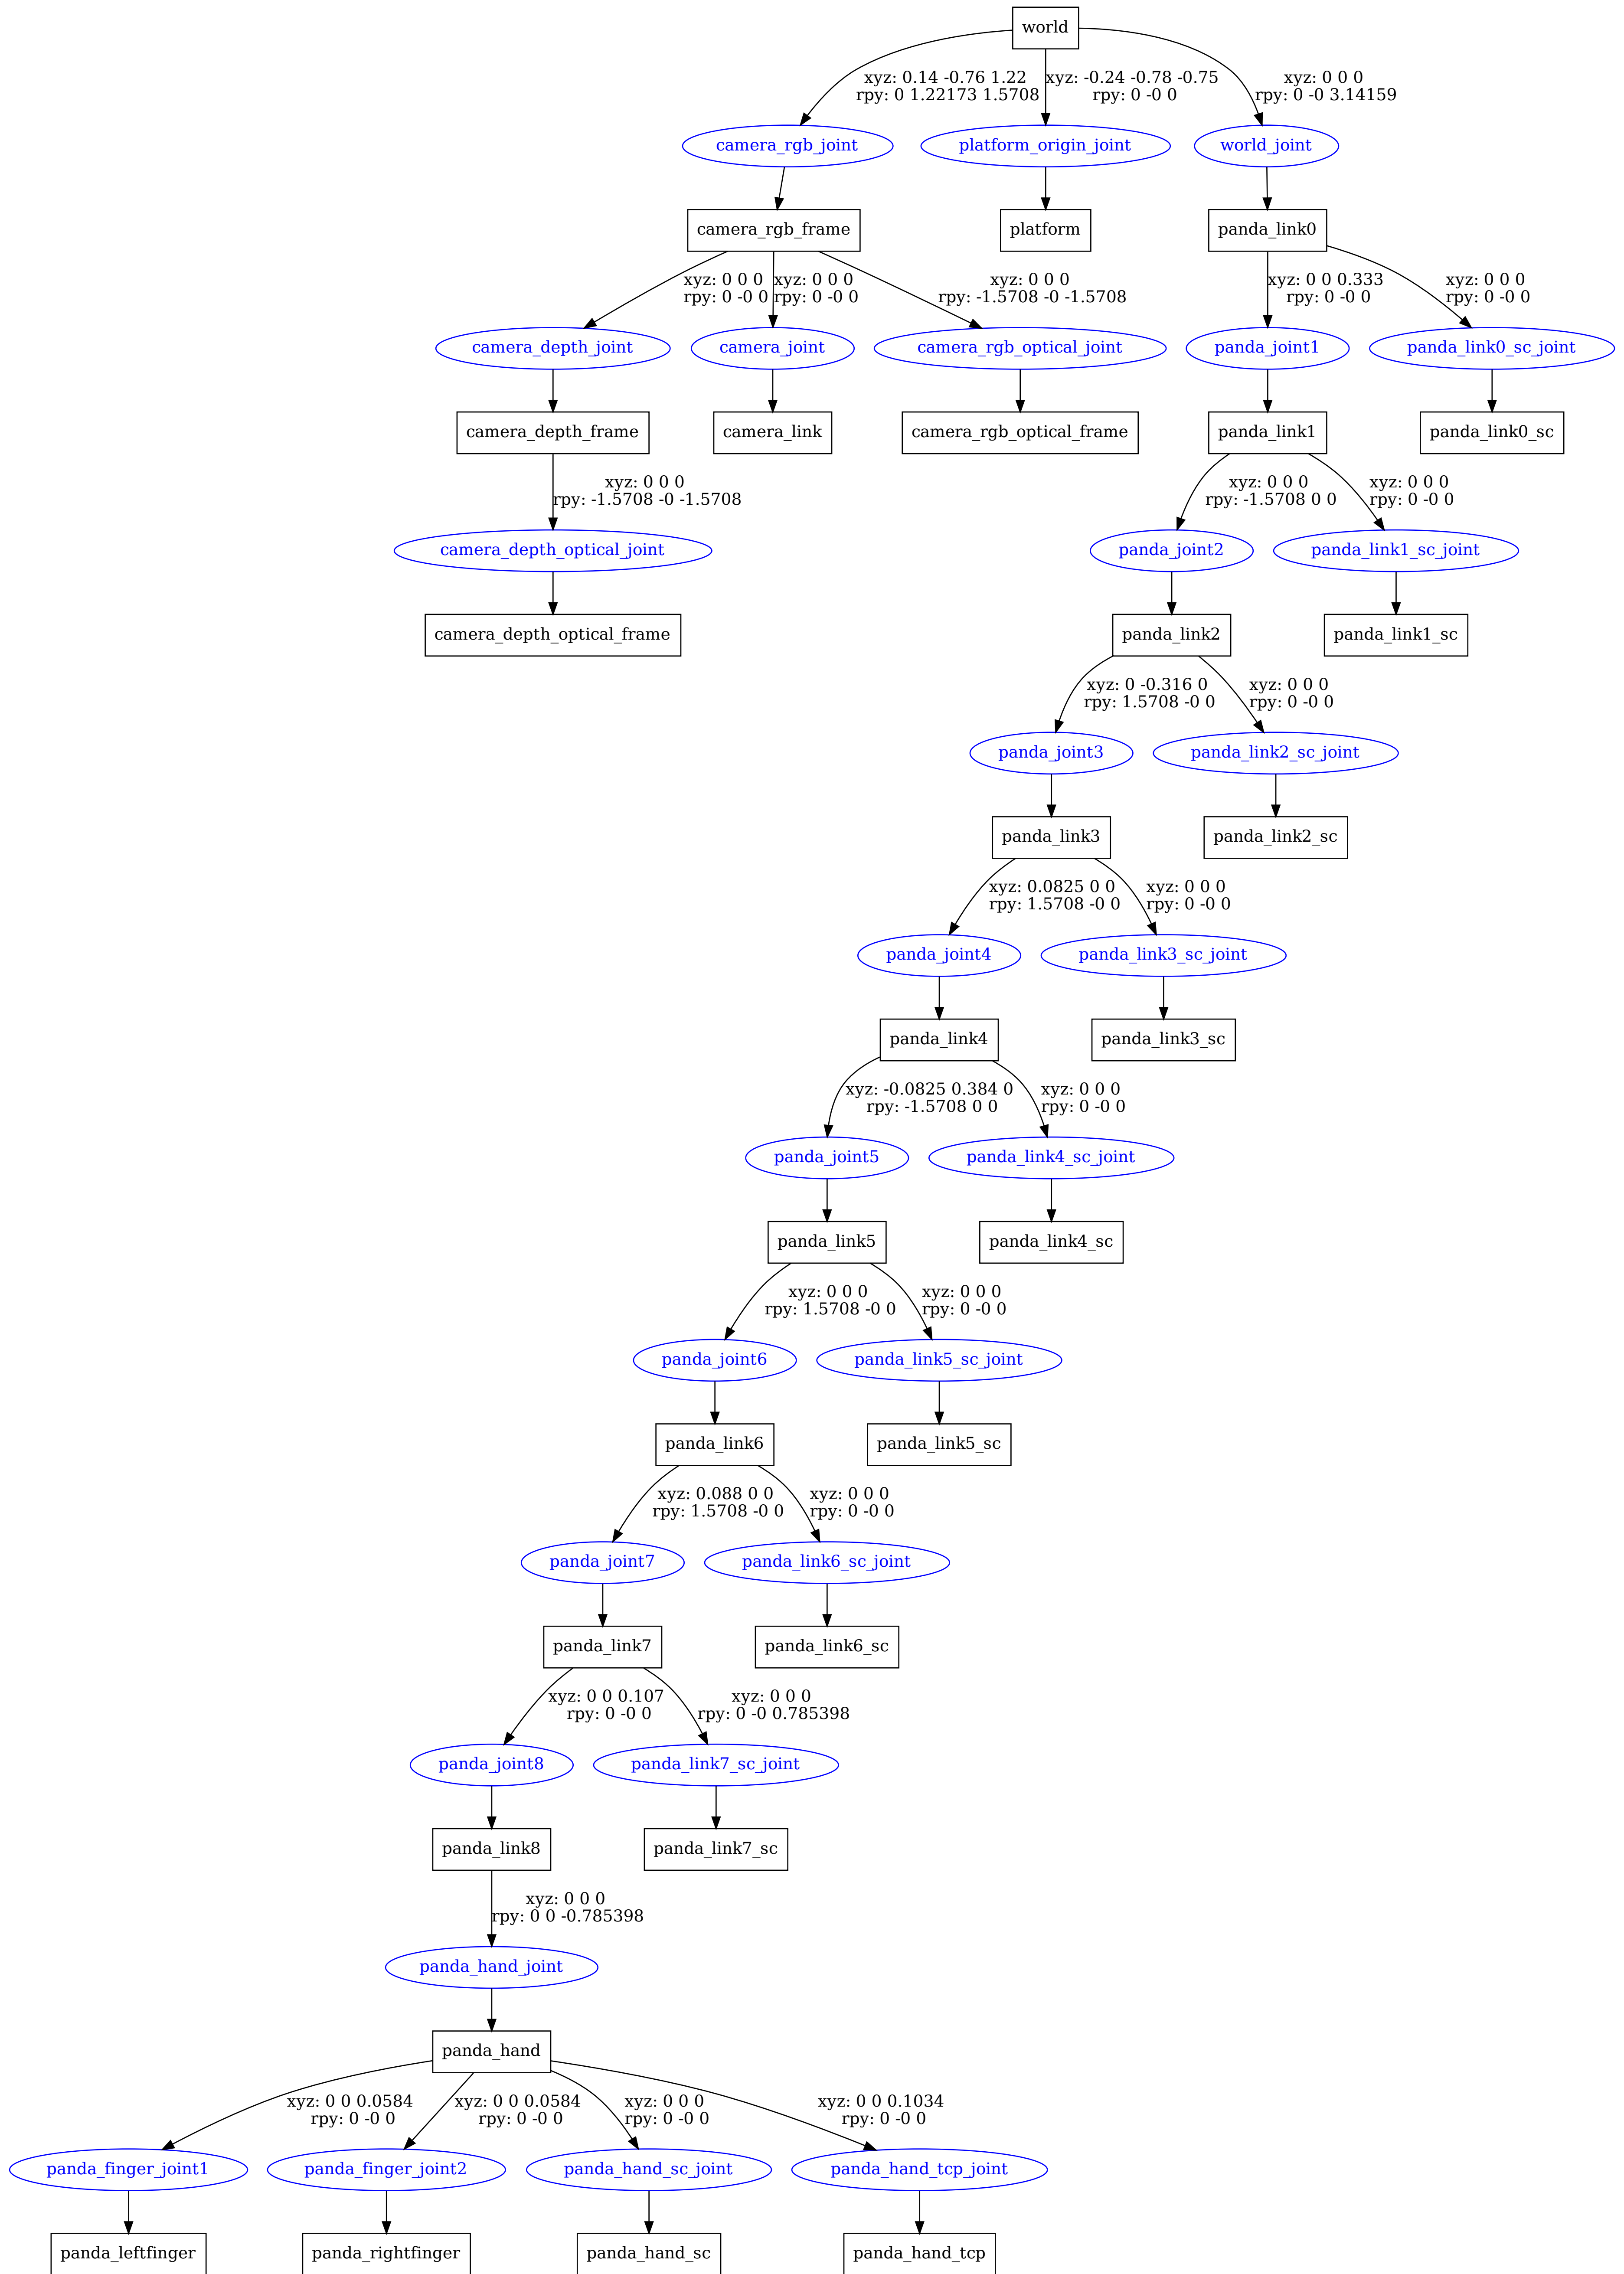 world
xyz: 0.14 -0.76 1.22
rpy: 0 1.22173 1.5708
xyz: -0.24 -0.78 -0.75
rpy: 0 -0 0
xyz: 0 0 0
rpy: 0 -0 3.14159
camera_rgb_joint
platform_origin_joint
world_joint
camera_rgb_frame
platform
panda_link0
xyz: 0 0 0
rpy: 0 -0 0
xyz: 0 0 0
rpy: 0 -0 0
xyz: 0 0 0
rpy: -1.5708 -0 -1.5708
xyz: 0 0 0.333
rpy: 0 -0 0
xyz: 0 0 0
rpy: 0 -0 0
camera_depth_joint
camera_joint
camera_rgb_optical_joint
panda_joint1
panda_link0_sc_joint
camera_depth_frame
camera_link
camera_rgb_optical_frame
panda_link1
panda_link0_sc
xyz: 0 0 0
rpy: -1.5708 -0 -1.5708
xyz: 0 0 0
rpy: -1.5708 0 0
xyz: 0 0 0
rpy: 0 -0 0
camera_depth_optical_joint
panda_joint2
panda_link1_sc_joint
camera_depth_optical_frame
panda_link2
panda_link1_sc
xyz: 0 -0.316 0
rpy: 1.5708 -0 0
xyz: 0 0 0
rpy: 0 -0 0
panda_joint3
panda_link2_sc_joint
panda_link3
panda_link2_sc
xyz: 0.0825 0 0
rpy: 1.5708 -0 0
xyz: 0 0 0
rpy: 0 -0 0
panda_joint4
panda_link3_sc_joint
panda_link4
panda_link3_sc
xyz: -0.0825 0.384 0
rpy: -1.5708 0 0
xyz: 0 0 0
rpy: 0 -0 0
panda_joint5
panda_link4_sc_joint
panda_link5
panda_link4_sc
xyz: 0 0 0
rpy: 1.5708 -0 0
xyz: 0 0 0
rpy: 0 -0 0
panda_joint6
panda_link5_sc_joint
panda_link6
panda_link5_sc
xyz: 0.088 0 0
rpy: 1.5708 -0 0
xyz: 0 0 0
rpy: 0 -0 0
panda_joint7
panda_link6_sc_joint
panda_link7
panda_link6_sc
xyz: 0 0 0.107
rpy: 0 -0 0
xyz: 0 0 0
rpy: 0 -0 0.785398
panda_joint8
panda_link7_sc_joint
panda_link8
panda_link7_sc
xyz: 0 0 0
rpy: 0 0 -0.785398
panda_hand_joint
panda_hand
xyz: 0 0 0.0584
rpy: 0 -0 0
xyz: 0 0 0.0584
rpy: 0 -0 0
xyz: 0 0 0
rpy: 0 -0 0
xyz: 0 0 0.1034
rpy: 0 -0 0
panda_finger_joint1
panda_finger_joint2
panda_hand_sc_joint
panda_hand_tcp_joint
panda_leftfinger
panda_rightfinger
panda_hand_sc
panda_hand_tcp